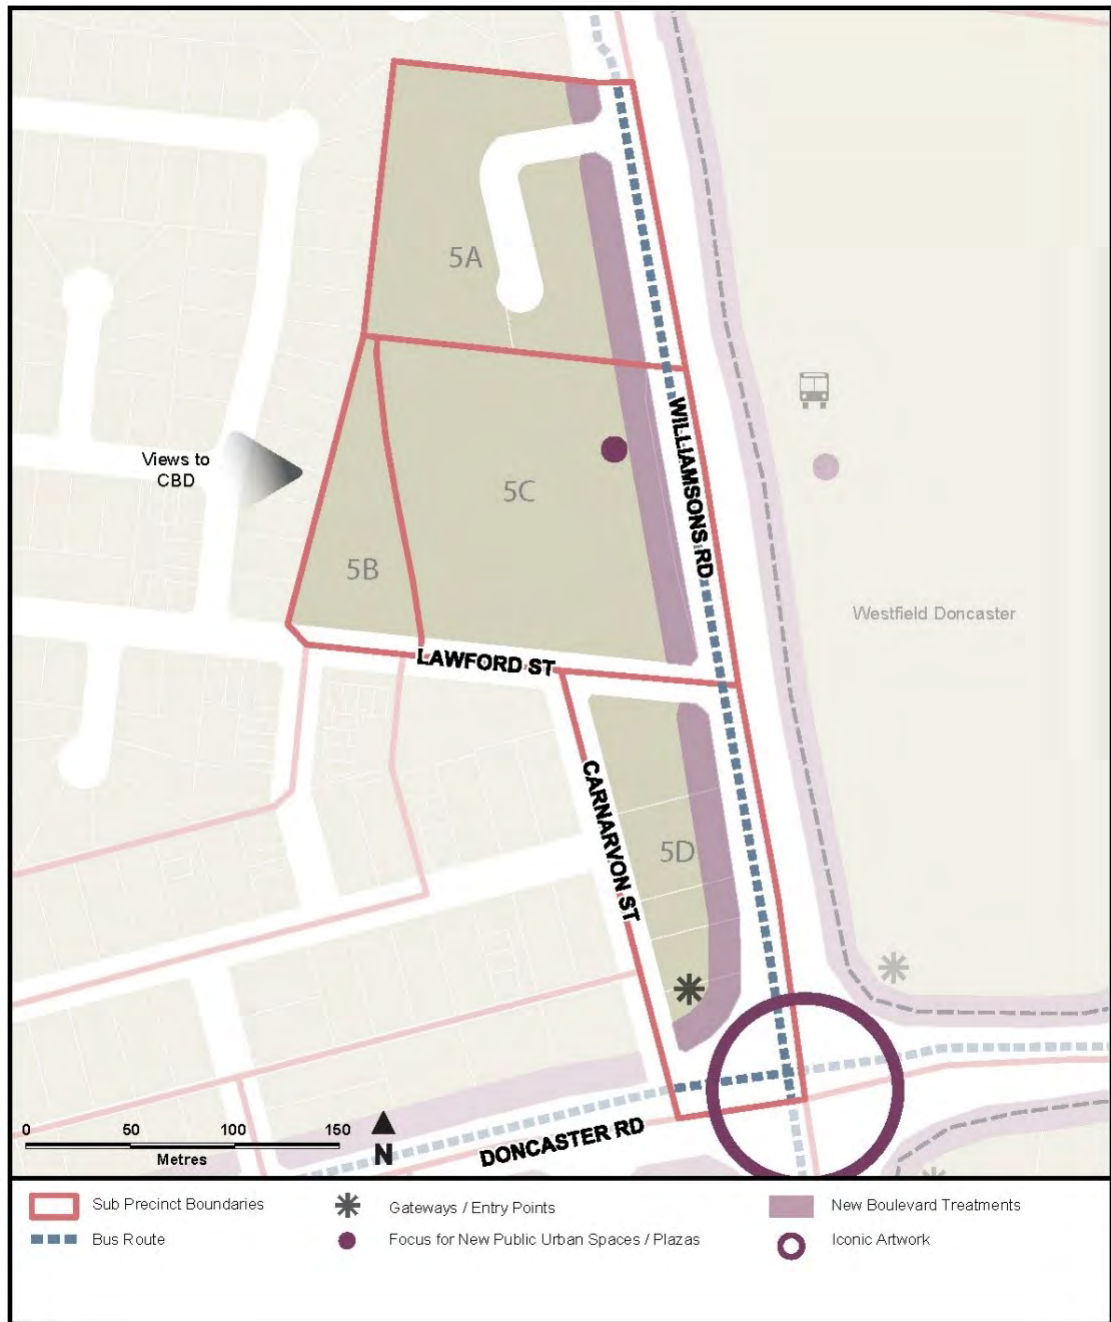 5A
WILLIAMSONS RD
Views to
CBD
5C
5B
Westfield Doncaster
LAWFORD ST
CARNARVON ST
5D
0 50 100 150
Metres
N
DONCASTER RD
Sub Precinct Boundaries
Gateways / Entry Points
New Boulevard Treatments
Bus Route
Focus for New Public Urban Spaces / Plazas
Iconic Artwork